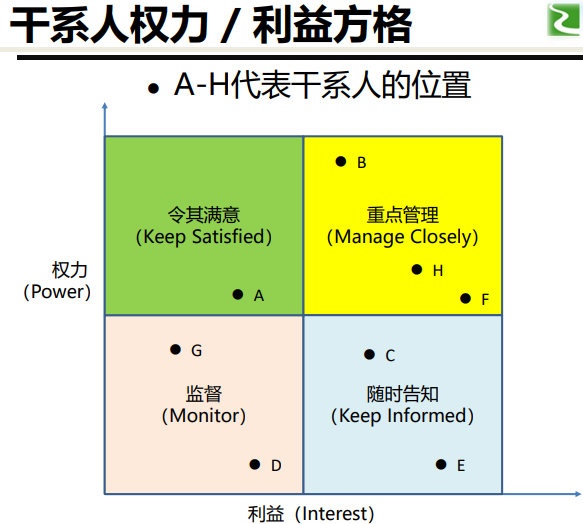 干系人权力 / 利益方格
• A-H代表干系人的位置
B
令其满意
(Keep Satisfied)
重点管理
(Manage Closely)
权力
(Power)
H
A
F
G
C
监督
(Monitor)
随时告知
(Keep Informed)
D
E
利益 (Interest)